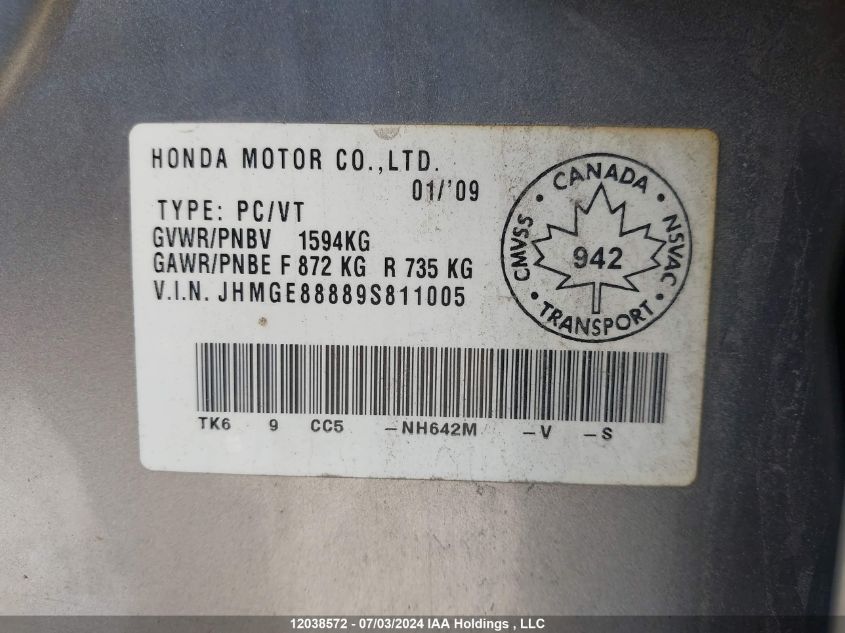 HONDA MOTOR CO.,LTD.
01/'09
TYPE: PC/VT
GVWR/PNBV 1594KG
GAWR/PNBE F 872 KG R 735 KG
V.I.N. JHMGE88889S811005
CANADA
CMVSS
NSVAC
942
TRANSPORT
TK6 9 CC5 -NH642M -V -S
12038572 - 07/03/2024 IAA Holdings , LLC